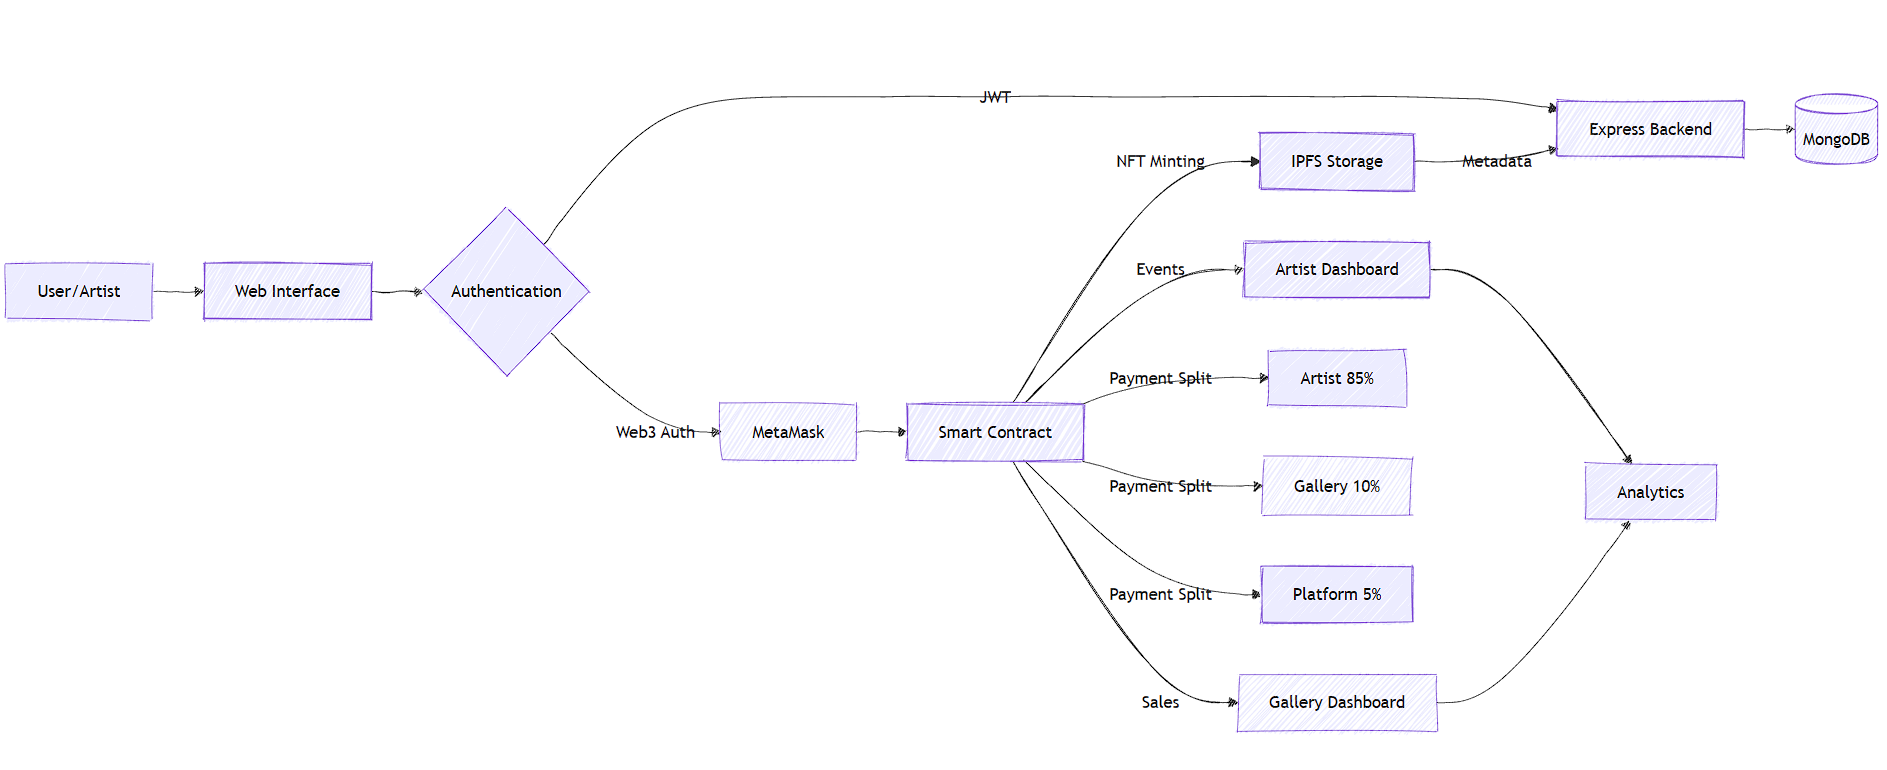 JWT
Express Backend
MongoDB
NFT Minting
IPFS Storage
Metadata
Events
Artist Dashboard
User/Artist
Web Interface
Authentication
Payment Split
Artist 85%
Web3 Auth
MetaMask
Smart Contract
Payment Split
Gallery 10%
Analytics
Payment Split
Platform 5%
Sales
Gallery Dashboard